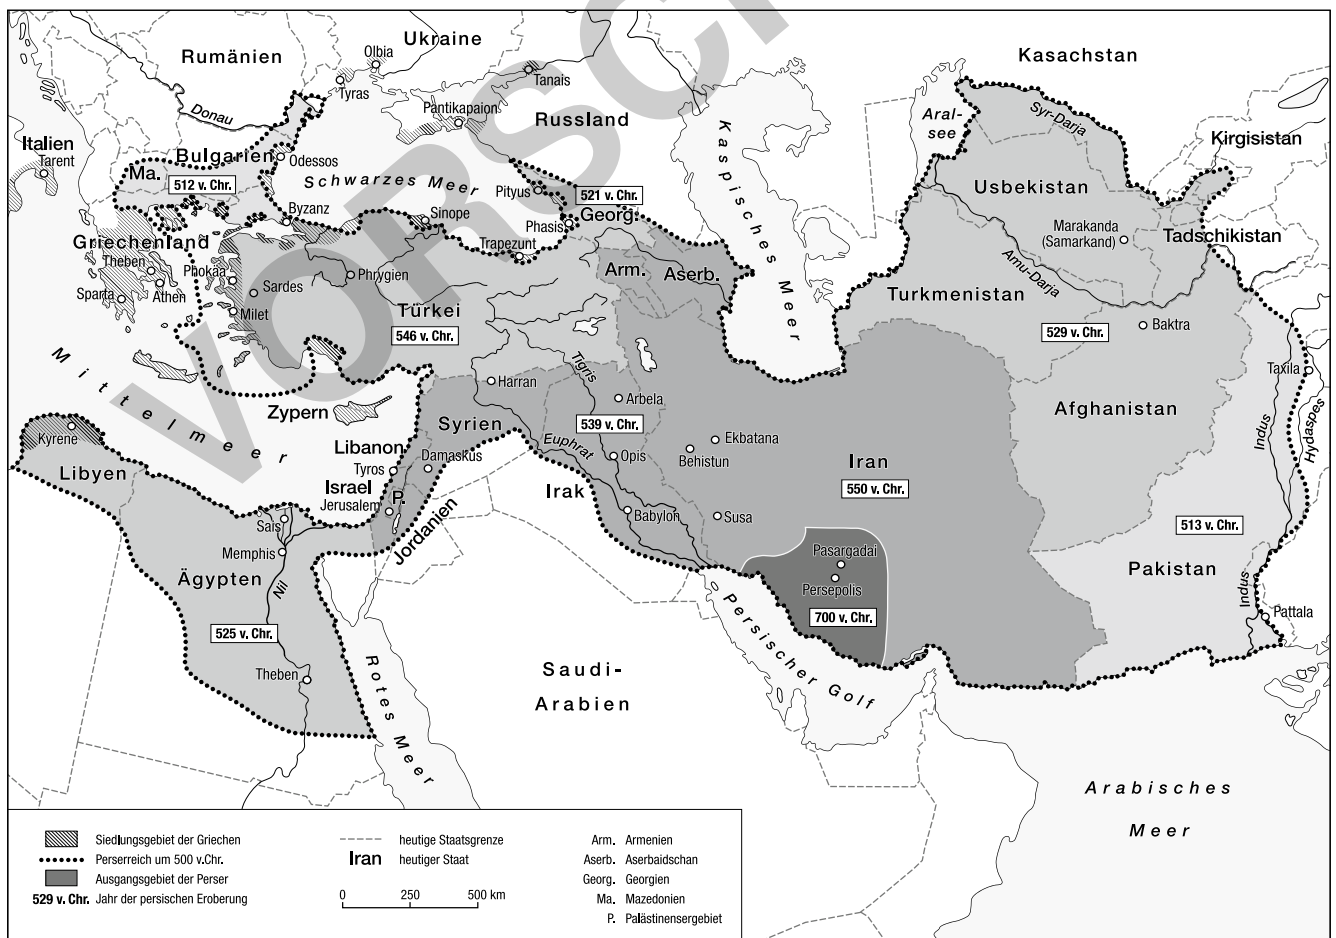 VORSC
Rumänien
Ukraine
Olbia
Tyras
Tanais
Pantikapaion
Russland
Kasachstan
Kirgisistan
Donau
Italien
Tarent
Ma.
Bulgarien
Odessos
512 v. Chr.
Schwarzes Meer
Pityus
521 v. Chr.
Georg.
Phasis
Byzanz
Sinope
Trapezunt
Kaspisches Meer
Aral-
see
Syr-Darja
Usbekistan
Marakanda
(Samarkand)
Tadschikistan
Amu-Darja
Turkmenistan
529 v. Chr.
Baktra
Griechenland
Theben
Phokäa
Phrygien
Sparta
Athen
Sardes
Milet
Türkei
546 v. Chr.
Arm.
Aserb.
Mittelmeer
Zypern
Harran
Tigris
Arbela
539 v. Chr.
Syrien
Euphrat
Opis
Ekbatana
Behistun
Iran
550 v. Chr.
Afghanistan
Taxila
Indus
Hydaspes
Kyrene
Libyen
Libanon
Tyros
Damaskus
Israel
Jerusalem
P.
Jordanien
Irak
Babylon
Susa
513 v. Chr.
Pakistan
Indus
Pattala
Sais
Memphis
Ägypten
Nil
525 v. Chr.
Theben
Rotes Meer
Saudi-
Arabien
Pasargadai
Persepolis
700 v. Chr.
Persischer Golf
Arabisches
Meer
Siedlungsgebiet der Griechen
Perserreich um 500 v.Chr.
Ausgangsgebiet der Perser
529 v. Chr. Jahr der persischen Eroberung
heutige Staatsgrenze
Iran heutiger Staat
0 250 500 km
Arm. Armenien
Aserb. Aserbaidschan
Georg. Georgien
Ma. Mazedonien
P. Palästinensergebiet